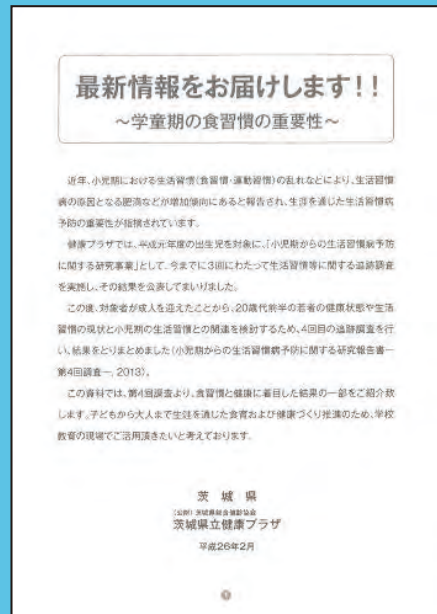 最新情報をお届けします!!
~学童期の食習慣の重要性~
近年、小児期における生活習慣(食習慣・運動習慣)の乱れなどにより、生活習慣
病の原因となる肥満などが増加傾向にあると報告され、生涯を通じた生活習慣病
予防の重要性が指摘されています。
健康プラザでは、平成元年度の出生児を対象に、「小児期からの生活習慣病予防
に関する研究事業」として、今までに3回にわたって生活習慣等に関する追跡調査
を実施し、その結果を公表してまいりました。
この度、対象者が成人を迎えたことから、20歳代前半の若者の健康状態や生活
習慣の現状と小児期の生活習慣との関連を検討するため、4回目の追跡調査を行
い、結果をとりまとめました(小児期からの生活習慣病予防に関する研究報告書ー
第4回調査ー, 2013)。
この資料では、第4回調査より、食習慣と健康に着目した結果の一部をご紹介致
します。子どもから大人まで生涯を通じた食育および健康づくり推進のため、学校
教育の現場でご活用頂きたいと考えております。
茨城県
(公財)茨城県総合健診協会
茨城県立健康プラザ
平成26年2月